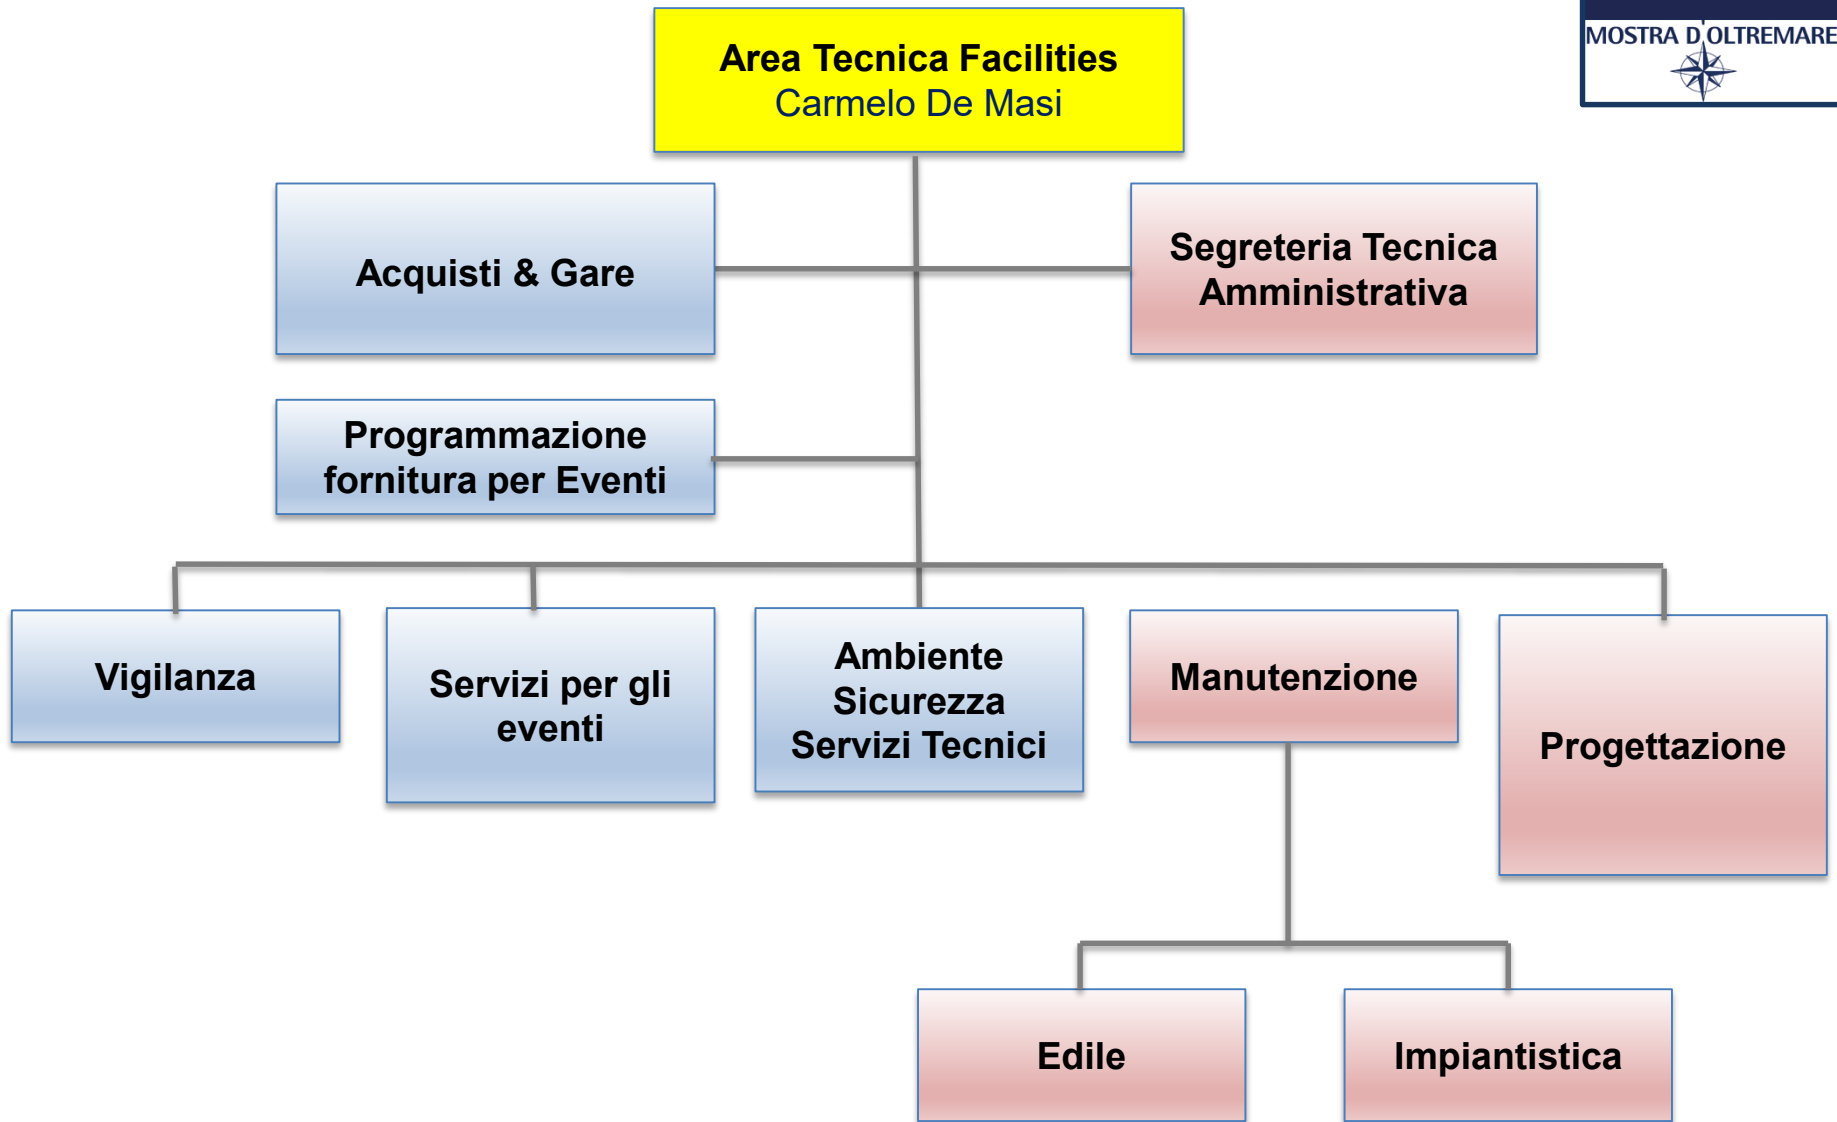 MOSTRA D'OLTREMARE
Area Tecnica Facilities
Carmelo De Masi
Acquisti & Gare
Segreteria Tecnica
Amministrativa
Programmazione
fornitura per Eventi
Vigilanza
Servizi per gli
eventi
Ambiente
Sicurezza
Servizi Tecnici
Manutenzione
Progettazione
Edile
Impiantistica